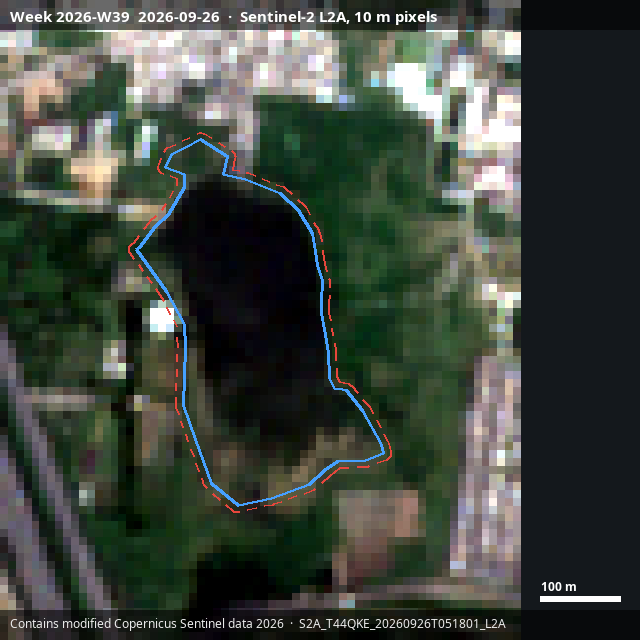 Week 2026-W39  2026-09-26  ·  Sentinel-2 L2A, 10 m pixels
100 m
Contains modified Copernicus Sentinel data 2026  ·  S2A_T44QKE_20260926T051801_L2A